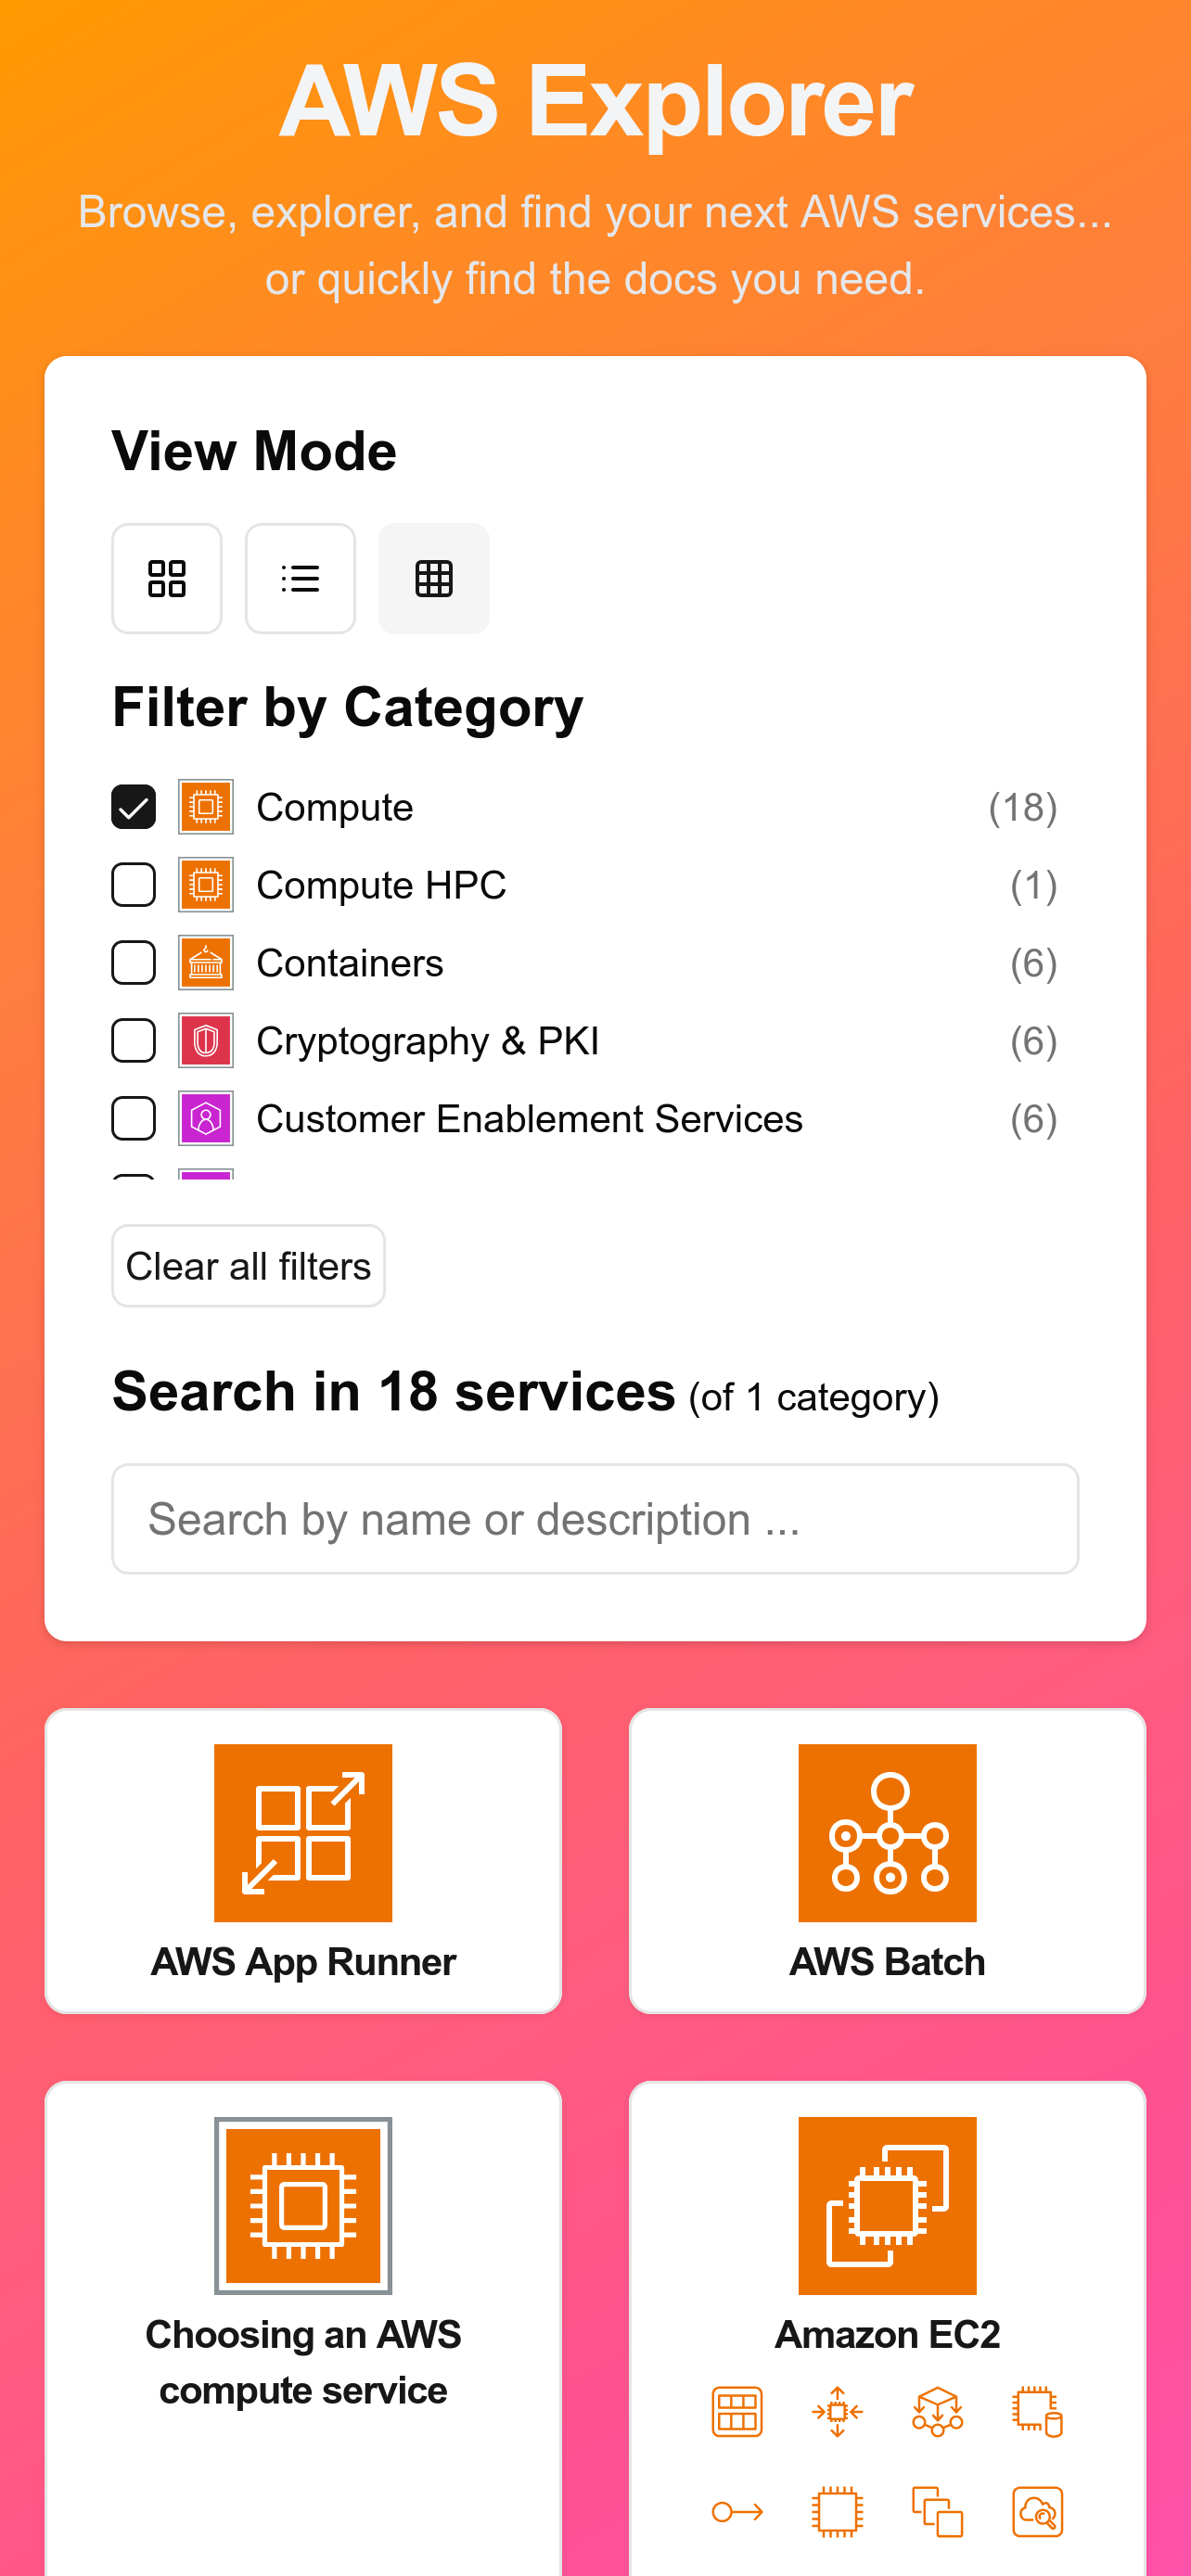 AWS Explorer
Browse, explorer, and find your next AWS services...
or quickly find the docs you need.
View Mode
Filter by Category
Compute (18)
Compute HPC (1)
Containers (6)
Cryptography & PKI (6)
Customer Enablement Services (6)
Clear all filters
Search in 18 services (of 1 category)
Search by name or description ...
AWS App Runner
AWS Batch
Choosing an AWS
compute service
Amazon EC2